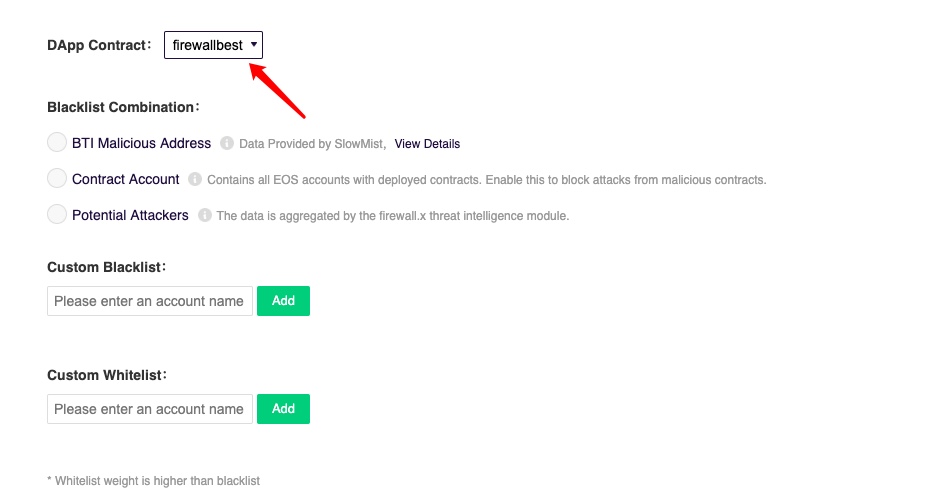 DApp Contract： firewallbest
Blacklist Combination：
BTI Malicious Address Data Provided by SlowMist， View Details
Contract Account Contains all EOS accounts with deployed contracts. Enable this to block attacks from malicious contracts.
Potential Attackers The data is aggregated by the firewall.x threat intelligence module.
Custom Blacklist：
Please enter an account name Add
Custom Whitelist：
Please enter an account name Add
* Whitelist weight is higher than blacklist